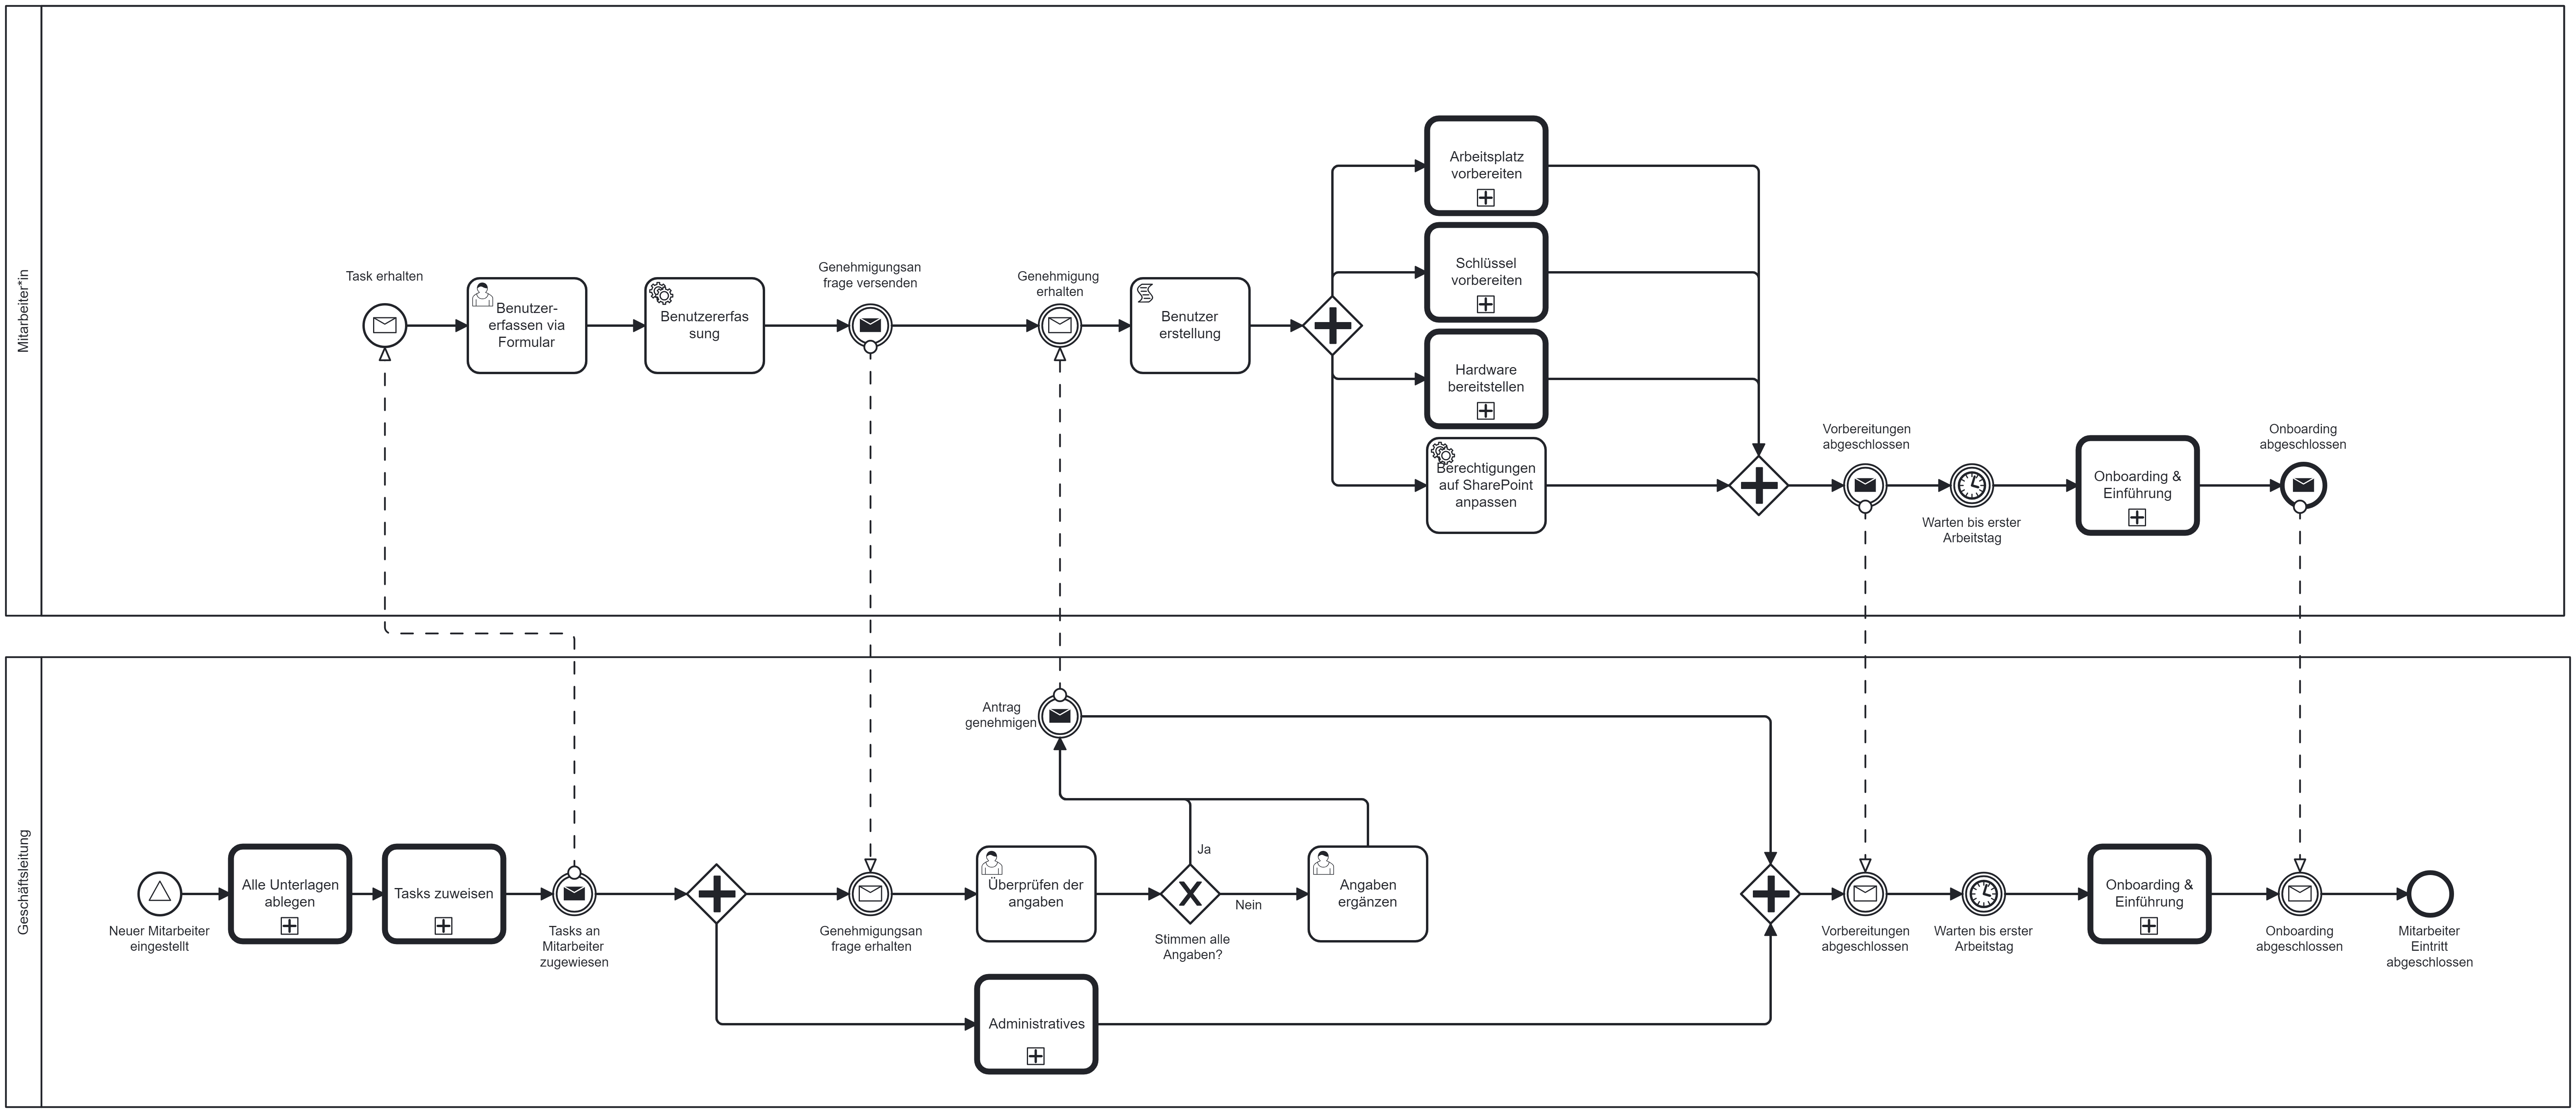 Mitarbeiter*in
Task erhalten
Benutzer-
erfassen via
Formular
Benutzererfas
sung
Genehmigungsan
frage versenden
Genehmigung
erhalten
Benutzer
erstellung
Arbeitsplatz
vorbereiten
Schlüssel
vorbereiten
Hardware
bereitstellen
Berechtigungen
auf SharePoint
anpassen
Vorbereitungen
abgeschlossen
Warten bis erster
Arbeitstag
Onboarding &
Einführung
Onboarding
abgeschlossen
Geschäftsleitung
Neuer Mitarbeiter
eingestellt
Alle Unterlagen
ablegen
Tasks zuweisen
Tasks an
Mitarbeiter
zugewiesen
Genehmigungsan
frage erhalten
Überprüfen der
angaben
Antrag
genehmigen
Ja
Nein
Stimmen alle
Angaben?
Angaben
ergänzen
Administratives
Vorbereitungen
abgeschlossen
Warten bis erster
Arbeitstag
Onboarding &
Einführung
Onboarding
abgeschlossen
Mitarbeiter
Eintritt
abgeschlossen